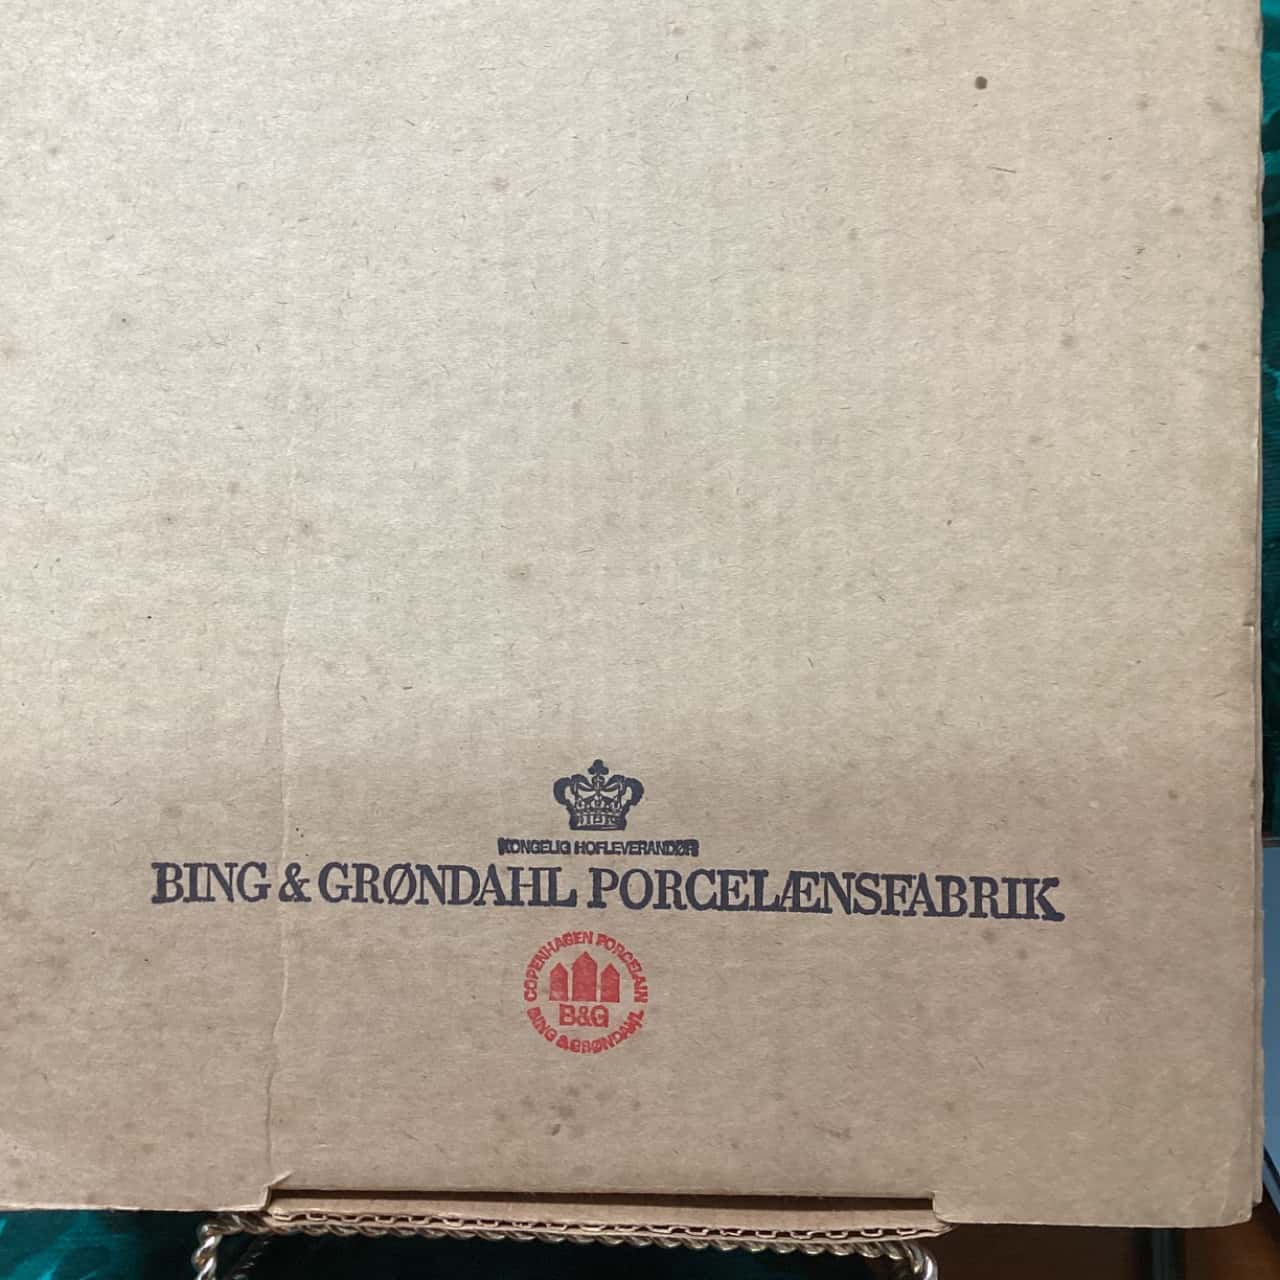 KONGELIG HOFLEVERANDØR
BING & GRØNDAHL PORCELÆNSFABRIK
COPENHAGEN PORCELAIN
B&G
BING & GRØNDAHL